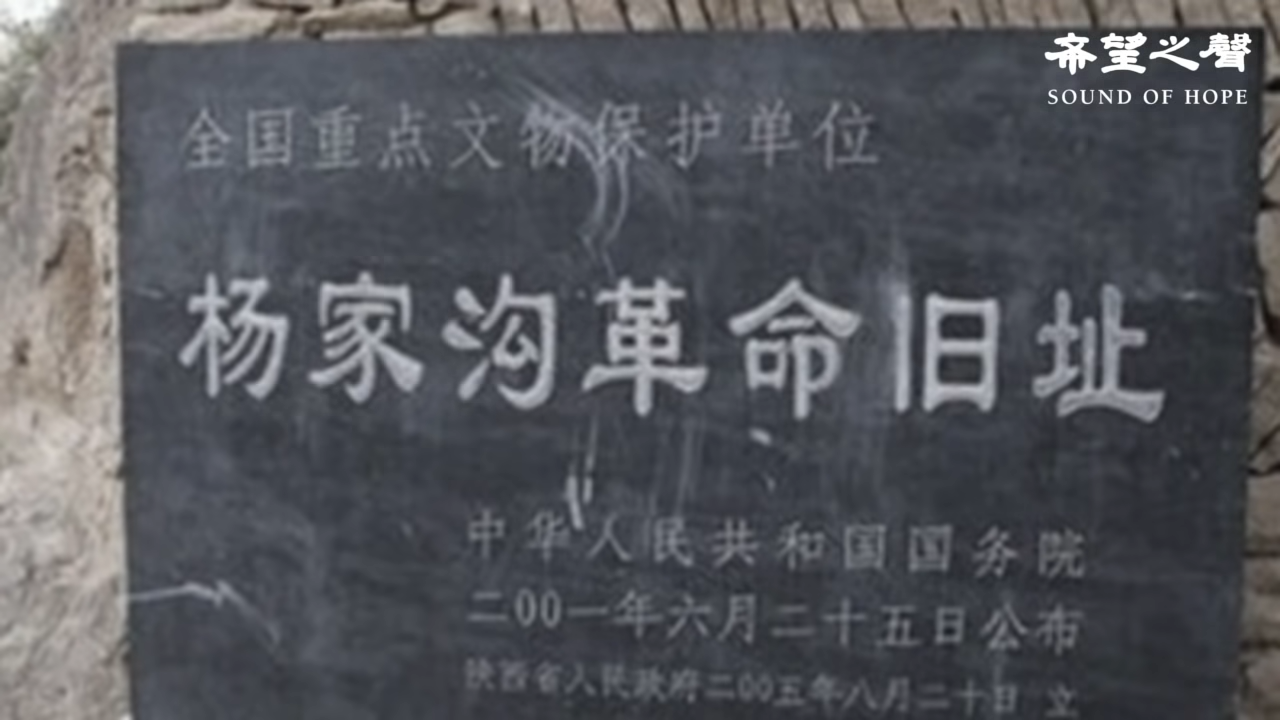 希望之聲
SOUND OF HOPE
全国重点文物保护单位
杨家沟革命旧址
中华人民共和国国务院
二00一年六月二十五日公布
陕西省人民政府二00五年八月二十日 立